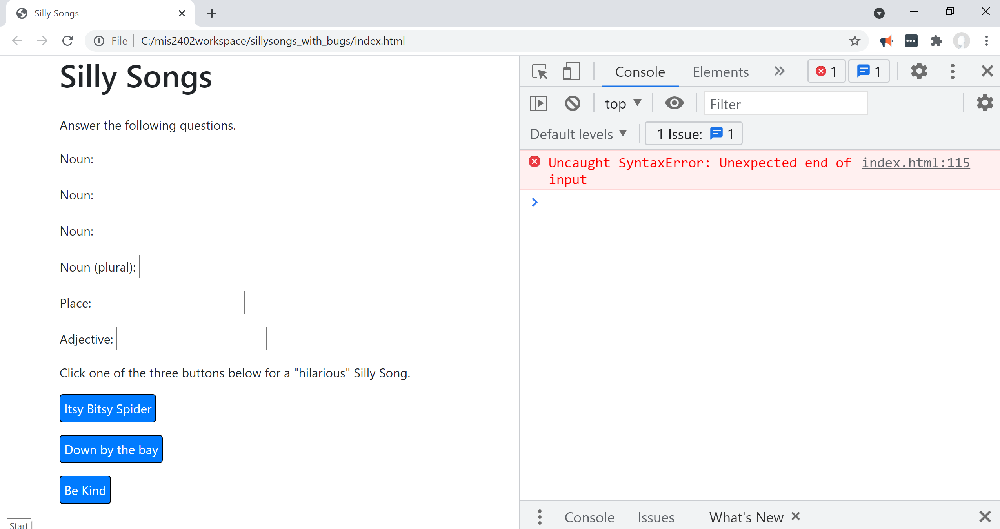 Silly Songs
File C:/mis2402workspace/sillysongs_with_bugs/index.html
Silly Songs
Answer the following questions.
Noun:
Noun:
Noun:
Noun (plural):
Place:
Adjective:
Click one of the three buttons below for a "hilarious" Silly Song.
Itsy Bitsy Spider
Down by the bay
Be Kind
Start
Console Elements 1 1
top Filter
Default levels 1 Issue: 1
Uncaught SyntaxError: Unexpected end of index.html:115
input
Console Issues What's New